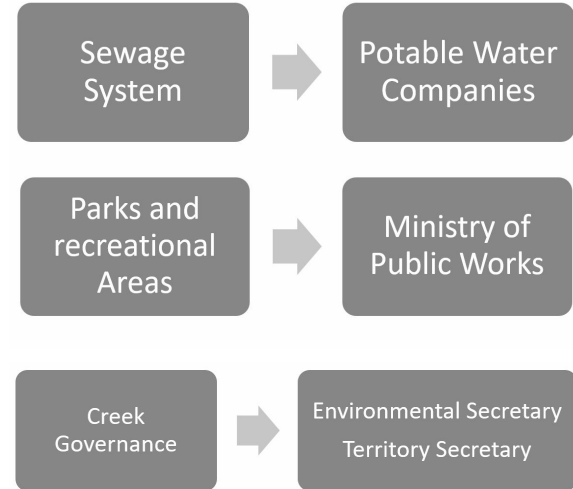 Sewage
System
Potable Water
Companies
Parks and
recreational
Areas
Ministry of
Public Works
Creek
Governance
Environmental Secretary
Territory Secretary